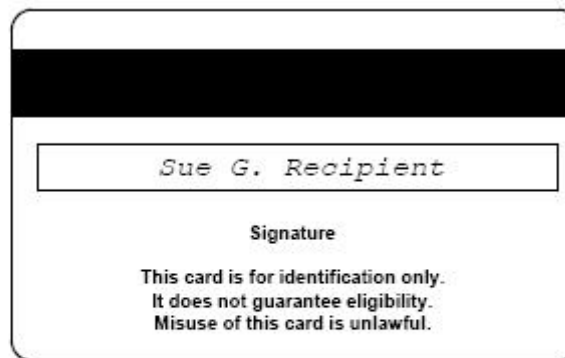 Sue G. Recipient
Signature
This card is for identification only.
It does not guarantee eligibility.
Misuse of this card is unlawful.